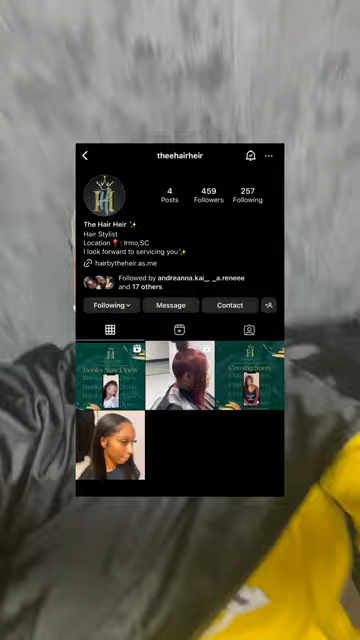 theehairheir
4
459
257
Posts
Followers
Following
The Hair Heir ✨
Hair Stylist
Location📍: Irmo,SC
I look forward to servicing you✨
hairbytheheir.as.me
Followed by andreanna.kai__ _a.reneee
and 17 others
Following
Message
Contact
H
Books Now Open
Coming Soon